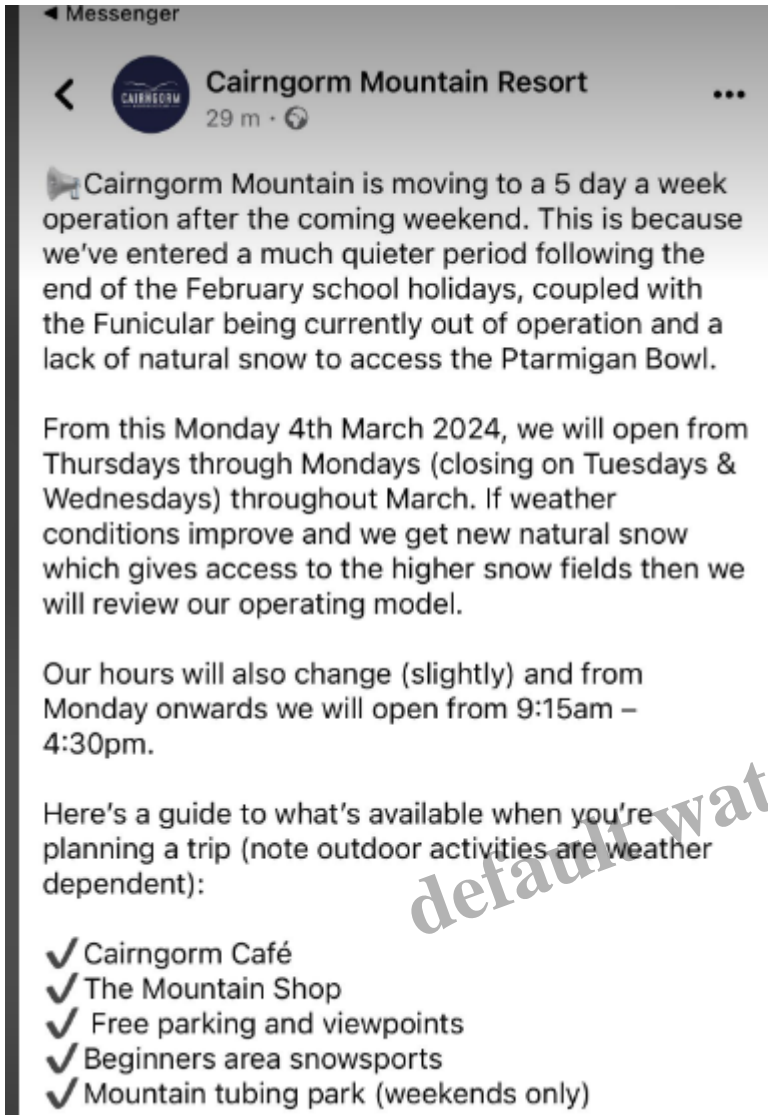 ◀ Messenger
CAIRNGORM
Cairngorm Mountain Resort
29 m ·
...
📢Cairngorm Mountain is moving to a 5 day a week
operation after the coming weekend. This is because
we've entered a much quieter period following the
end of the February school holidays, coupled with
the Funicular being currently out of operation and a
lack of natural snow to access the Ptarmigan Bowl.
From this Monday 4th March 2024, we will open from
Thursdays through Mondays (closing on Tuesdays &
Wednesdays) throughout March. If weather
conditions improve and we get new natural snow
which gives access to the higher snow fields then we
will review our operating model.
Our hours will also change (slightly) and from
Monday onwards we will open from 9:15am –
4:30pm.
Here's a guide to what's available when you're
planning a trip (note outdoor activities are weather
dependent):
✔Cairngorm Café
✔The Mountain Shop
✔ Free parking and viewpoints
✔Beginners area snowsports
✔Mountain tubing park (weekends only)
default wat